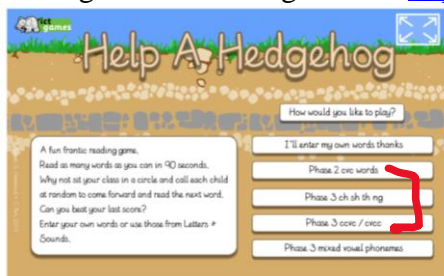 ict
games
Help A Hedgehog
How would you like to play?
A fun frantic reading game.
Read as many words as you can in 90 seconds.
Why not sit your class in a circle and call each child
at random to come forward and read the next word.
Can you beat your last score?
Enter your own words or use those from Letters +
Sounds.
I'll enter my own words thanks
Phase 2 cvc words
Phase 3 ch sh th ng
Phase 3 ccvc / cvcc
Phase 3 mixed vowel phonemes